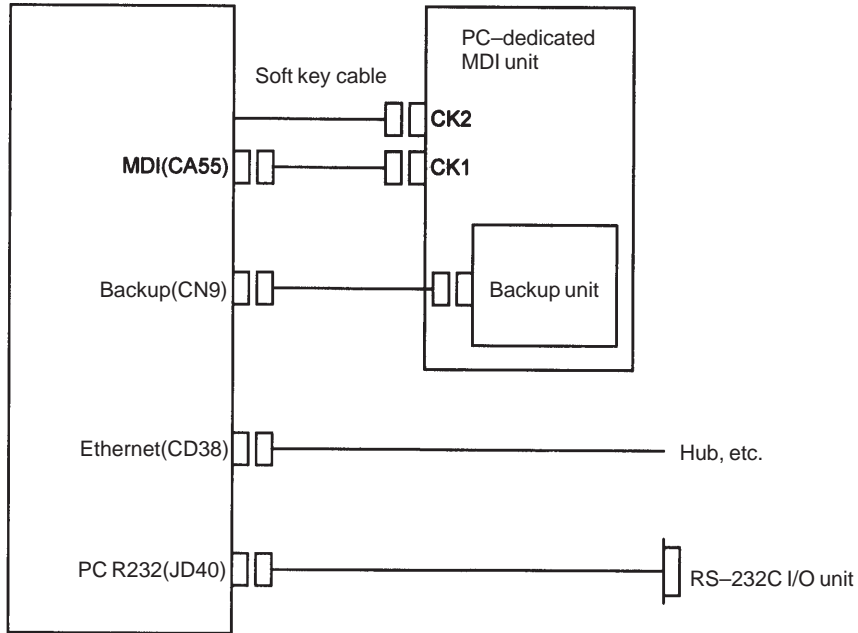 PC–dedicated
MDI unit
Soft key cable
CK2
MDI(CA55)
CK1
Backup(CN9)
Backup unit
Ethernet(CD38)
Hub, etc.
PC R232(JD40)
RS–232C I/O unit